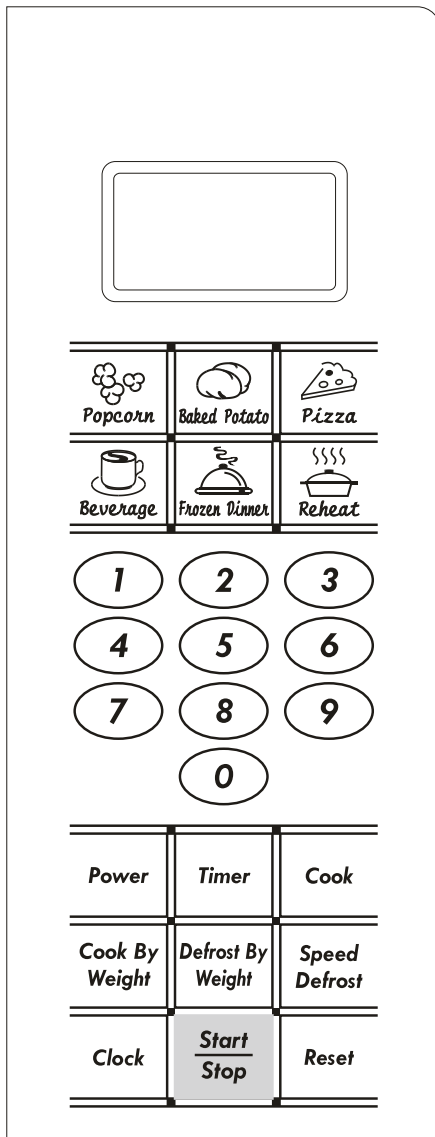 Popcorn Baked Potato Pizza
Beverage Frozen Dinner Reheat
1 2 3
4 5 6
7 8 9
0
Power Timer Cook
Cook By
Weight
Defrost By
Weight
Speed
Defrost
Clock
Start
Stop
Reset